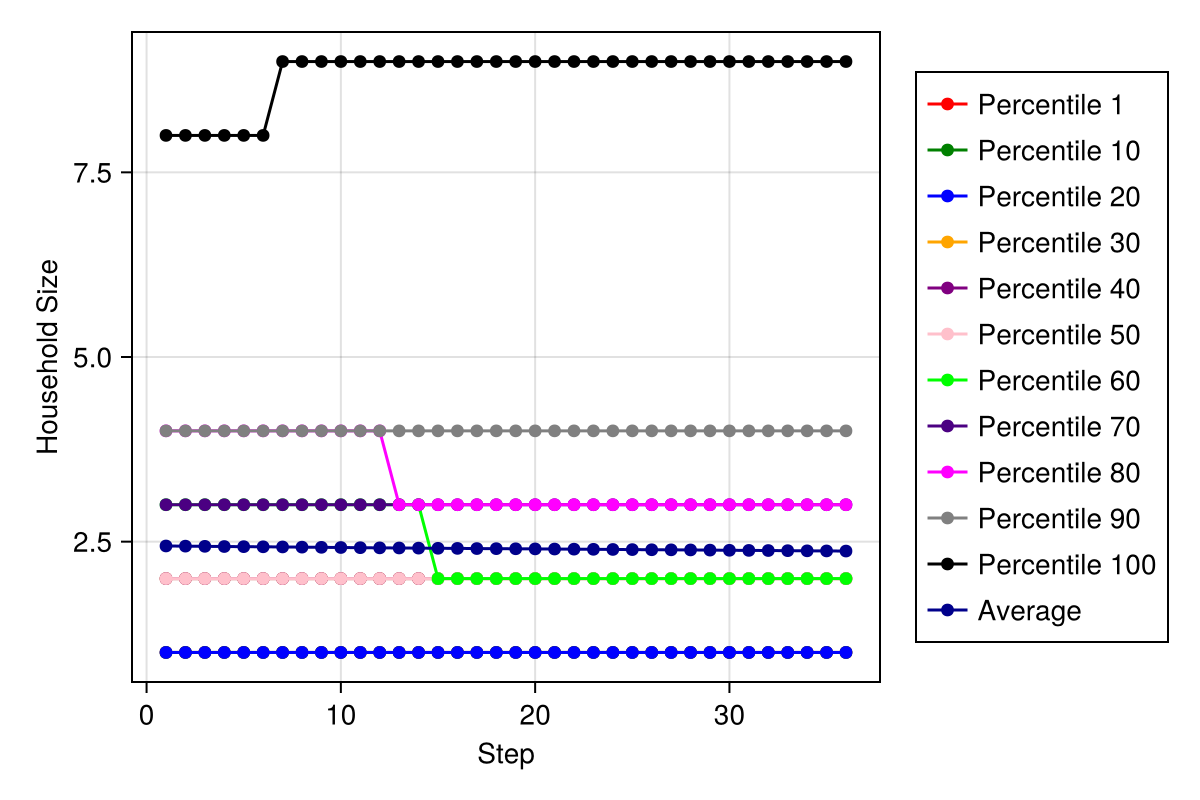 7.5
5.0
2.5
Household Size
0 10 20 30
Step
Percentile 1
Percentile 10
Percentile 20
Percentile 30
Percentile 40
Percentile 50
Percentile 60
Percentile 70
Percentile 80
Percentile 90
Percentile 100
Average